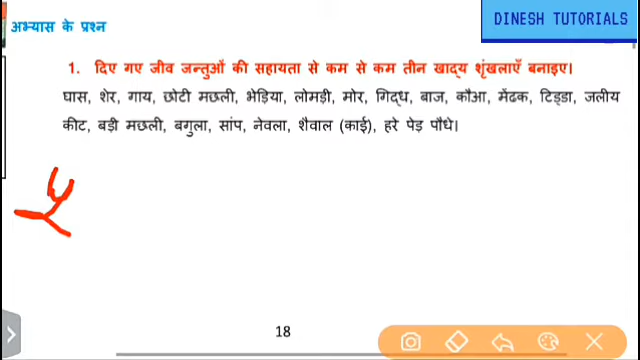 DINESH TUTORIALS
अभ्यास के प्रश्न
1. दिए गए जीव जन्तुओं की सहायता से कम से कम तीन खाद्य शृंखलाएँ बनाइए।
घास, शेर, गाय, छोटी मछली, भेड़िया, लोमड़ी, मोर, गिद्ध, बाज, कौआ, मेंढक, टिड्डा, जलीय
कीट, बड़ी मछली, बगुला, सांप, नेवला, शैवाल (काई), हरे पेड़ पौधे।
18